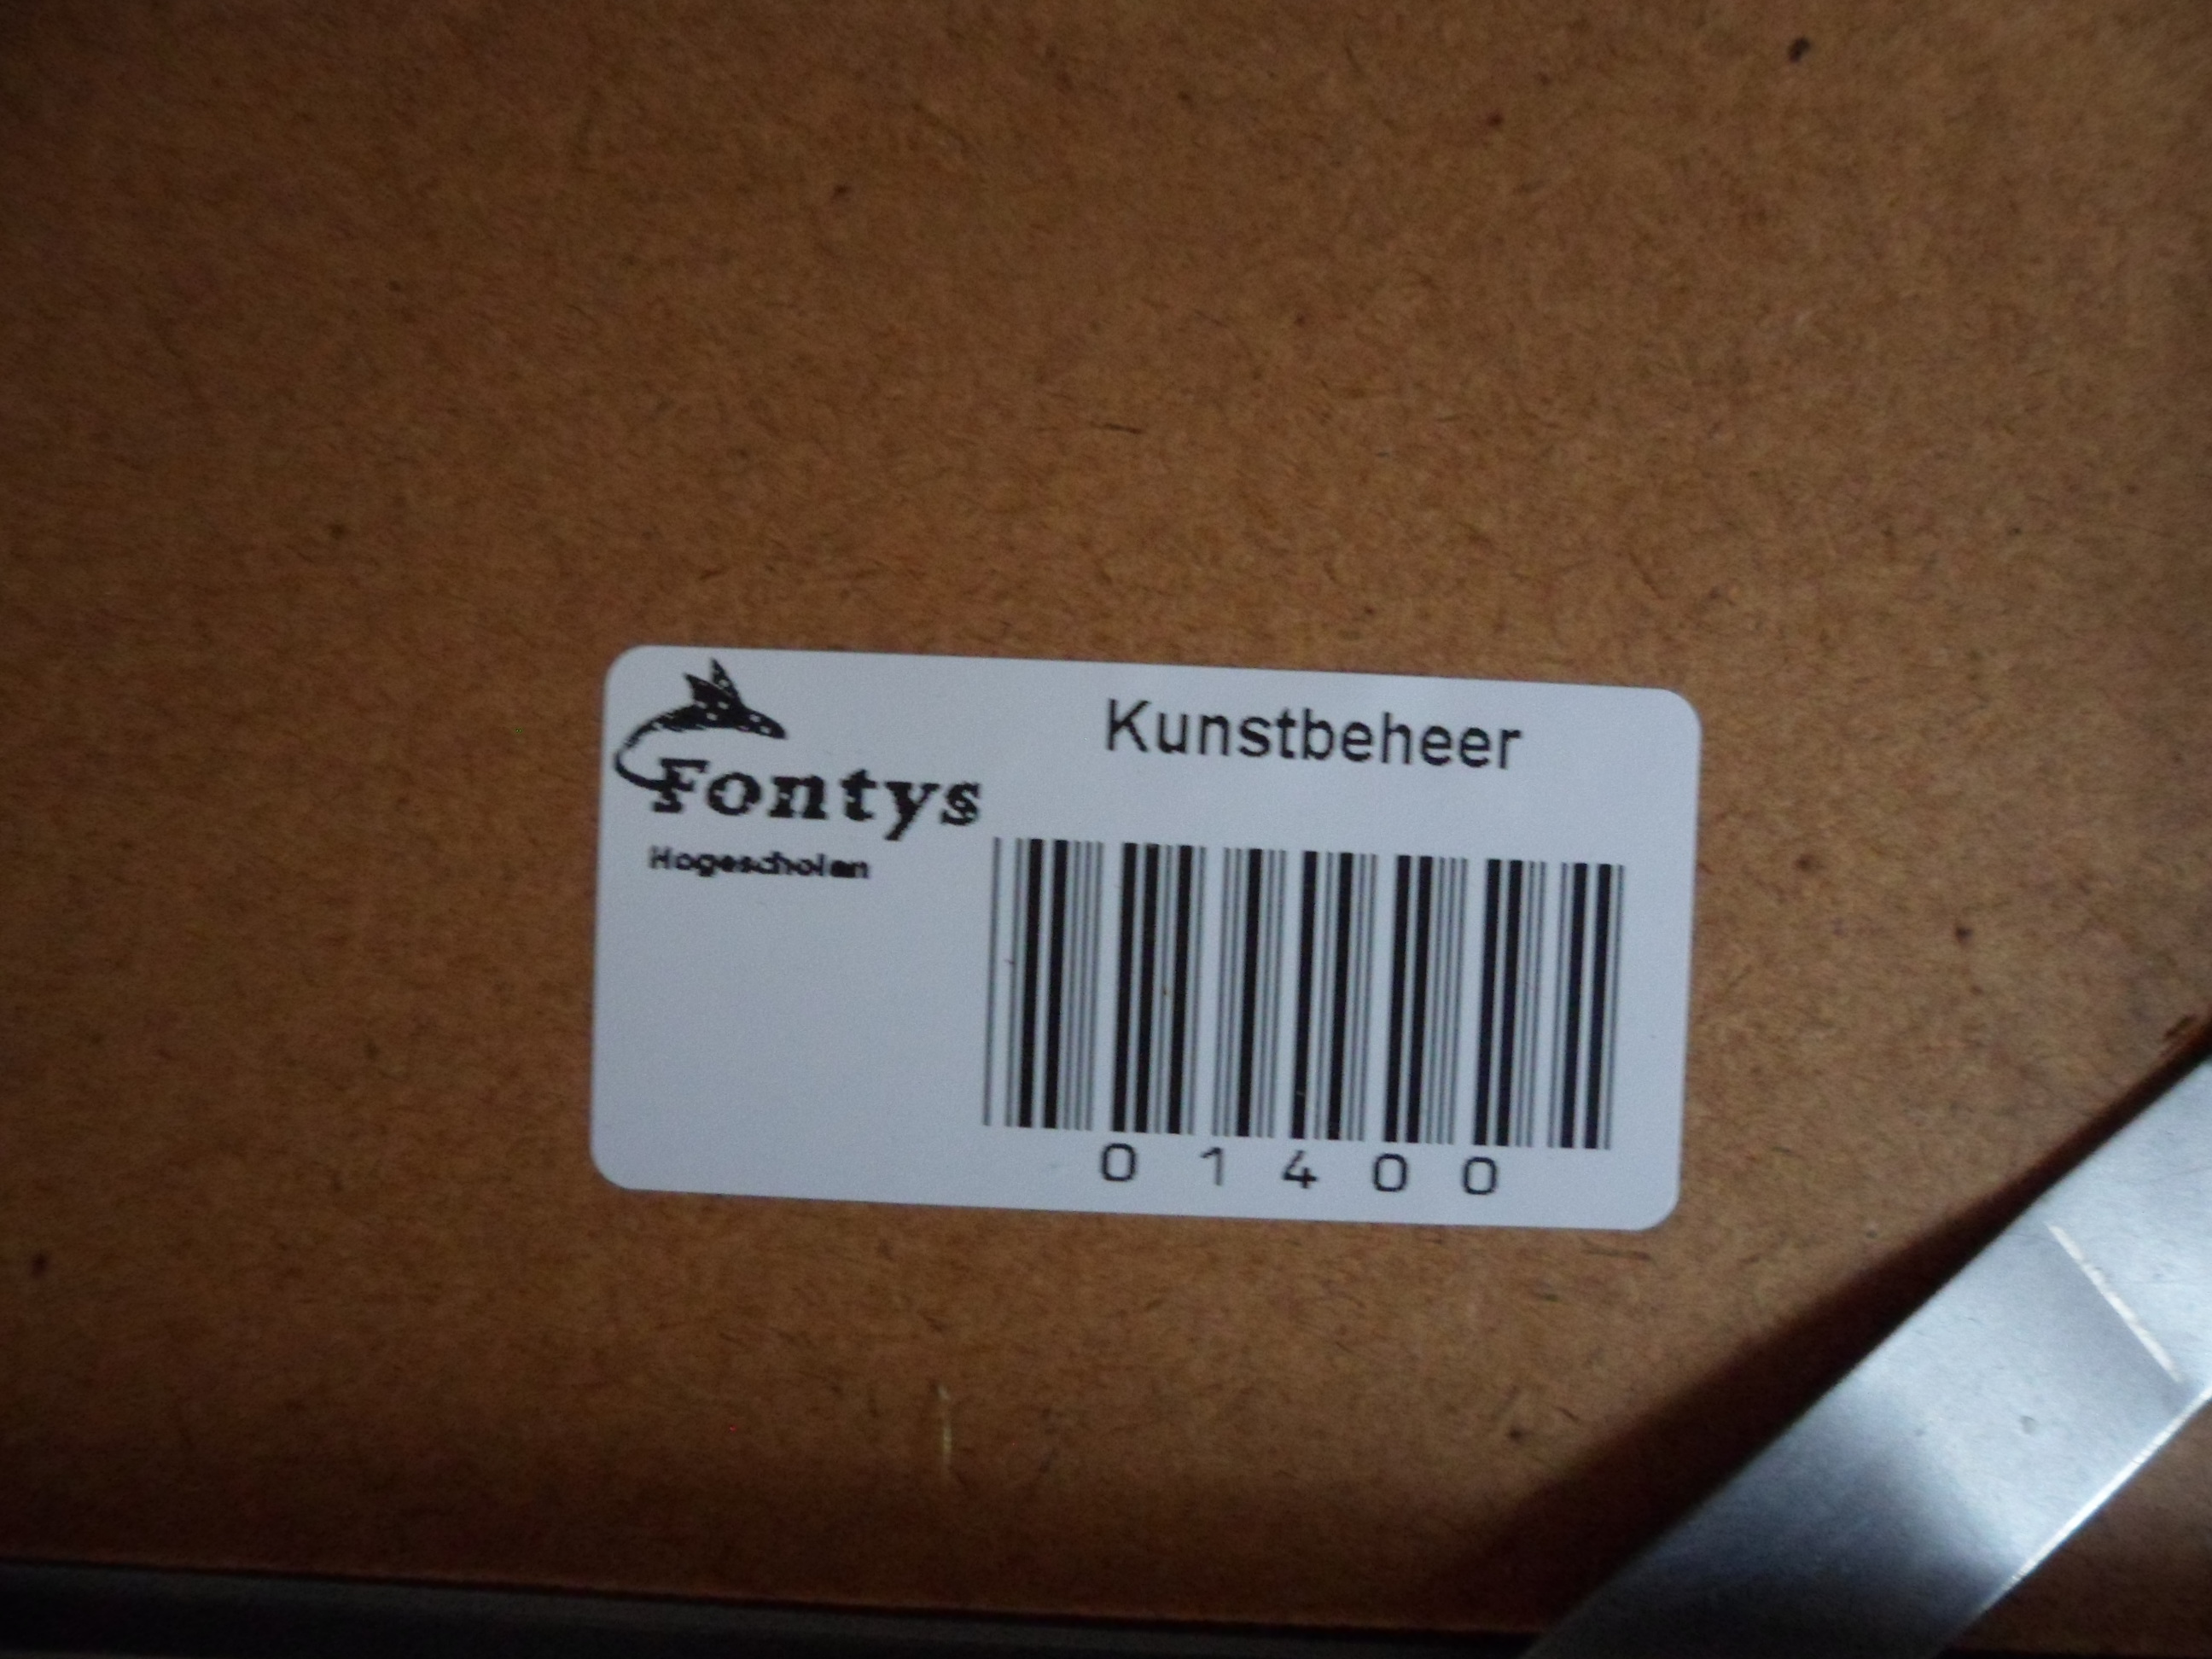 Fontys
Hogescholen
Kunstbeheer
01400